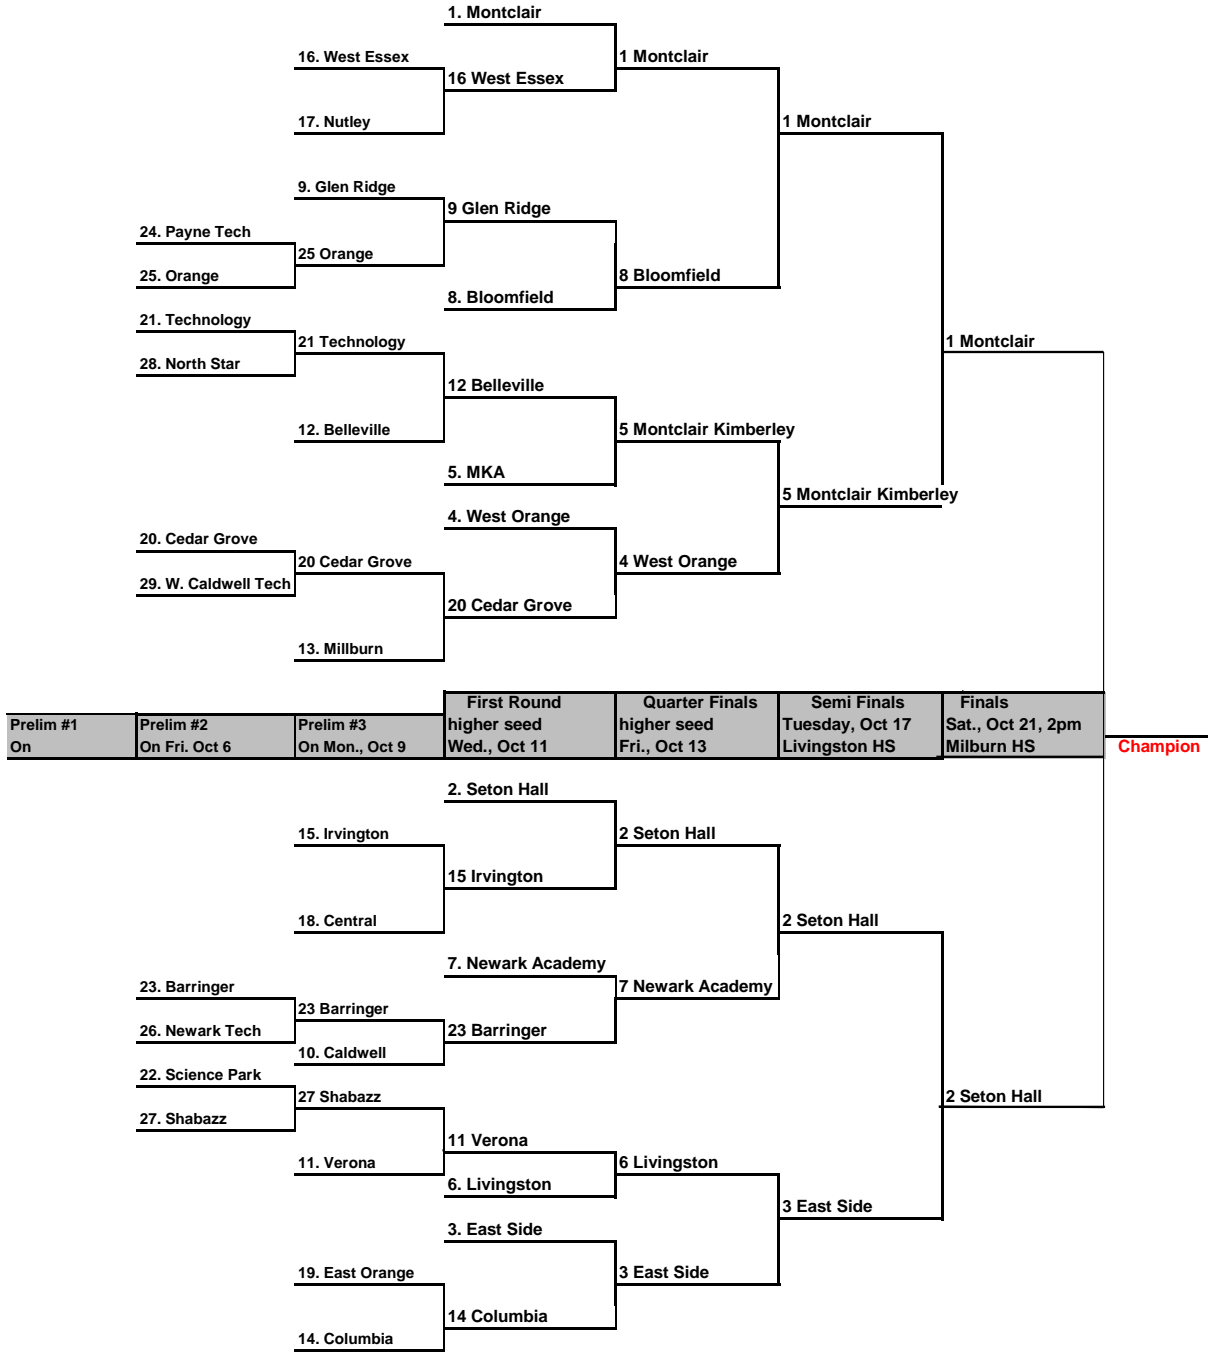 1. Montclair
16. West Essex
1 Montclair
16 West Essex
17. Nutley
1 Montclair
9. Glen Ridge
9 Glen Ridge
24. Payne Tech
25 Orange
25. Orange
8 Bloomfield
8. Bloomfield
21. Technology
21 Technology
1 Montclair
28. North Star
12 Belleville
12. Belleville
5 Montclair Kimberley
5. MKA
5 Montclair Kimberley
4. West Orange
20. Cedar Grove
20 Cedar Grove
4 West Orange
29. W. Caldwell Tech
20 Cedar Grove
13. Millburn
First Round Quarter Finals Semi Finals Finals
Prelim #1 Prelim #2 Prelim #3 higher seed higher seed Tuesday, Oct 17 Sat., Oct 21, 2pm
On On Fri. Oct 6 On Mon., Oct 9 Wed., Oct 11 Fri., Oct 13 Livingston HS Milburn HS Champion
2. Seton Hall
15. Irvington
2 Seton Hall
15 Irvington
18. Central
2 Seton Hall
7. Newark Academy
23. Barringer
7 Newark Academy
23 Barringer
26. Newark Tech
23 Barringer
10. Caldwell
22. Science Park
27 Shabazz
2 Seton Hall
27. Shabazz
11 Verona
11. Verona
6 Livingston
6. Livingston
3 East Side
3. East Side
19. East Orange
3 East Side
14 Columbia
14. Columbia